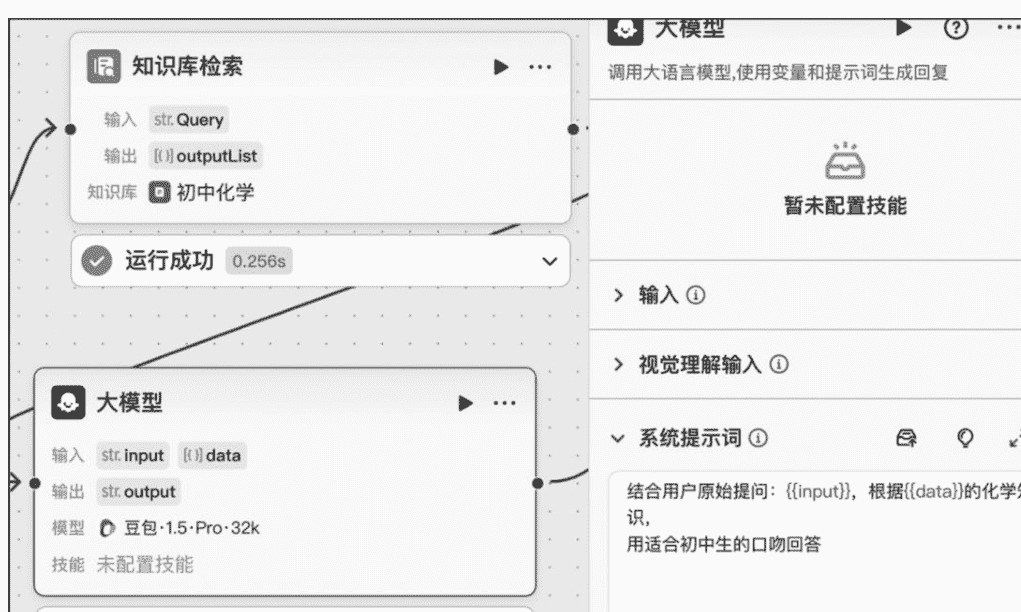 知识库检索
输入 str. Query
输出 [()] outputList
知识库 初中化学
运行成功 0.256s
大模型
输入 str. input [()] data
输出 str. output
模型 豆包·1.5·Pro·32k
技能 未配置技能
大模型
调用大语言模型,使用变量和提示词生成回复
暂未配置技能
输入
视觉理解输入
系统提示词
结合用户原始提问：{{input}}，根据{{data}}的化学知
识，
用适合初中生的口吻回答